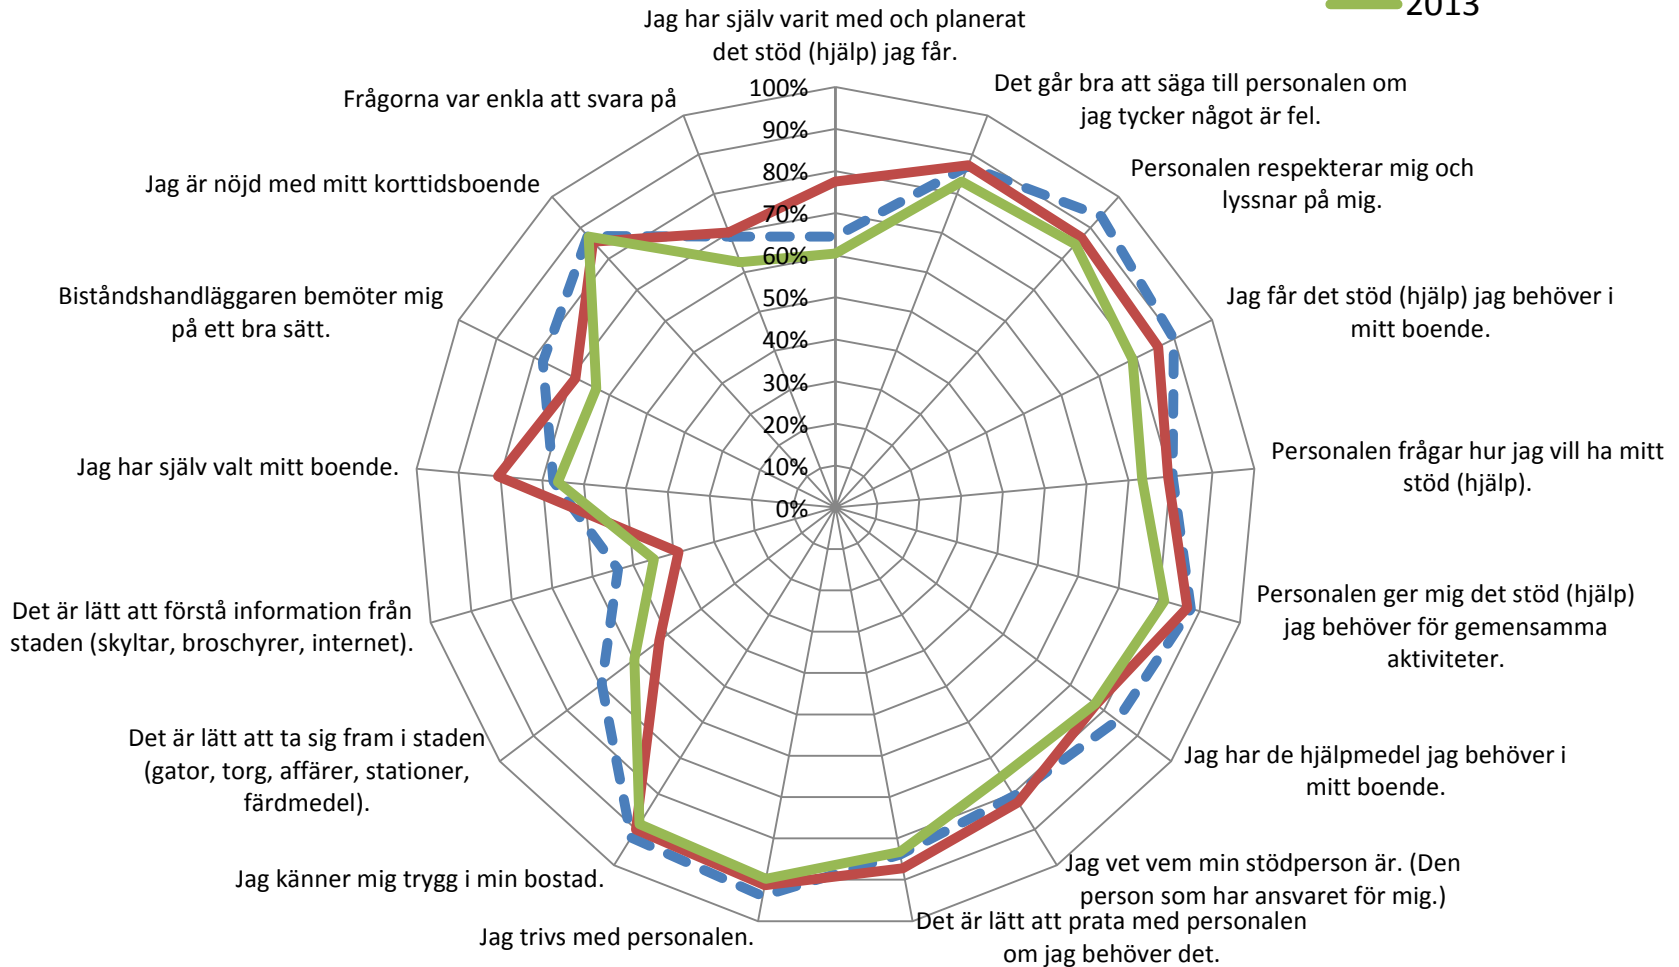 2013
Jag har själv varit med och planerat
det stöd (hjälp) jag får.
Det går bra att säga till personalen om
jag tycker något är fel.
Personalen respekterar mig och
lyssnar på mig.
Jag får det stöd (hjälp) jag behöver i
mitt boende.
Personalen frågar hur jag vill ha mitt
stöd (hjälp).
Personalen ger mig det stöd (hjälp)
jag behöver för gemensamma
aktiviteter.
Jag har de hjälpmedel jag behöver i
mitt boende.
Jag vet vem min stödperson är. (Den
person som har ansvaret för mig.)
Det är lätt att prata med personalen
om jag behöver det.
Jag trivs med personalen.
Jag känner mig trygg i min bostad.
Det är lätt att ta sig fram i staden
(gator, torg, affärer, stationer,
färdmedel).
Det är lätt att förstå information från
staden (skyltar, broschyrer, internet).
Jag har själv valt mitt boende.
Biståndshandläggaren bemöter mig
på ett bra sätt.
Jag är nöjd med mitt korttidsboende
Frågorna var enkla att svara på
100%
90%
80%
70%
60%
50%
40%
30%
20%
10%
0%